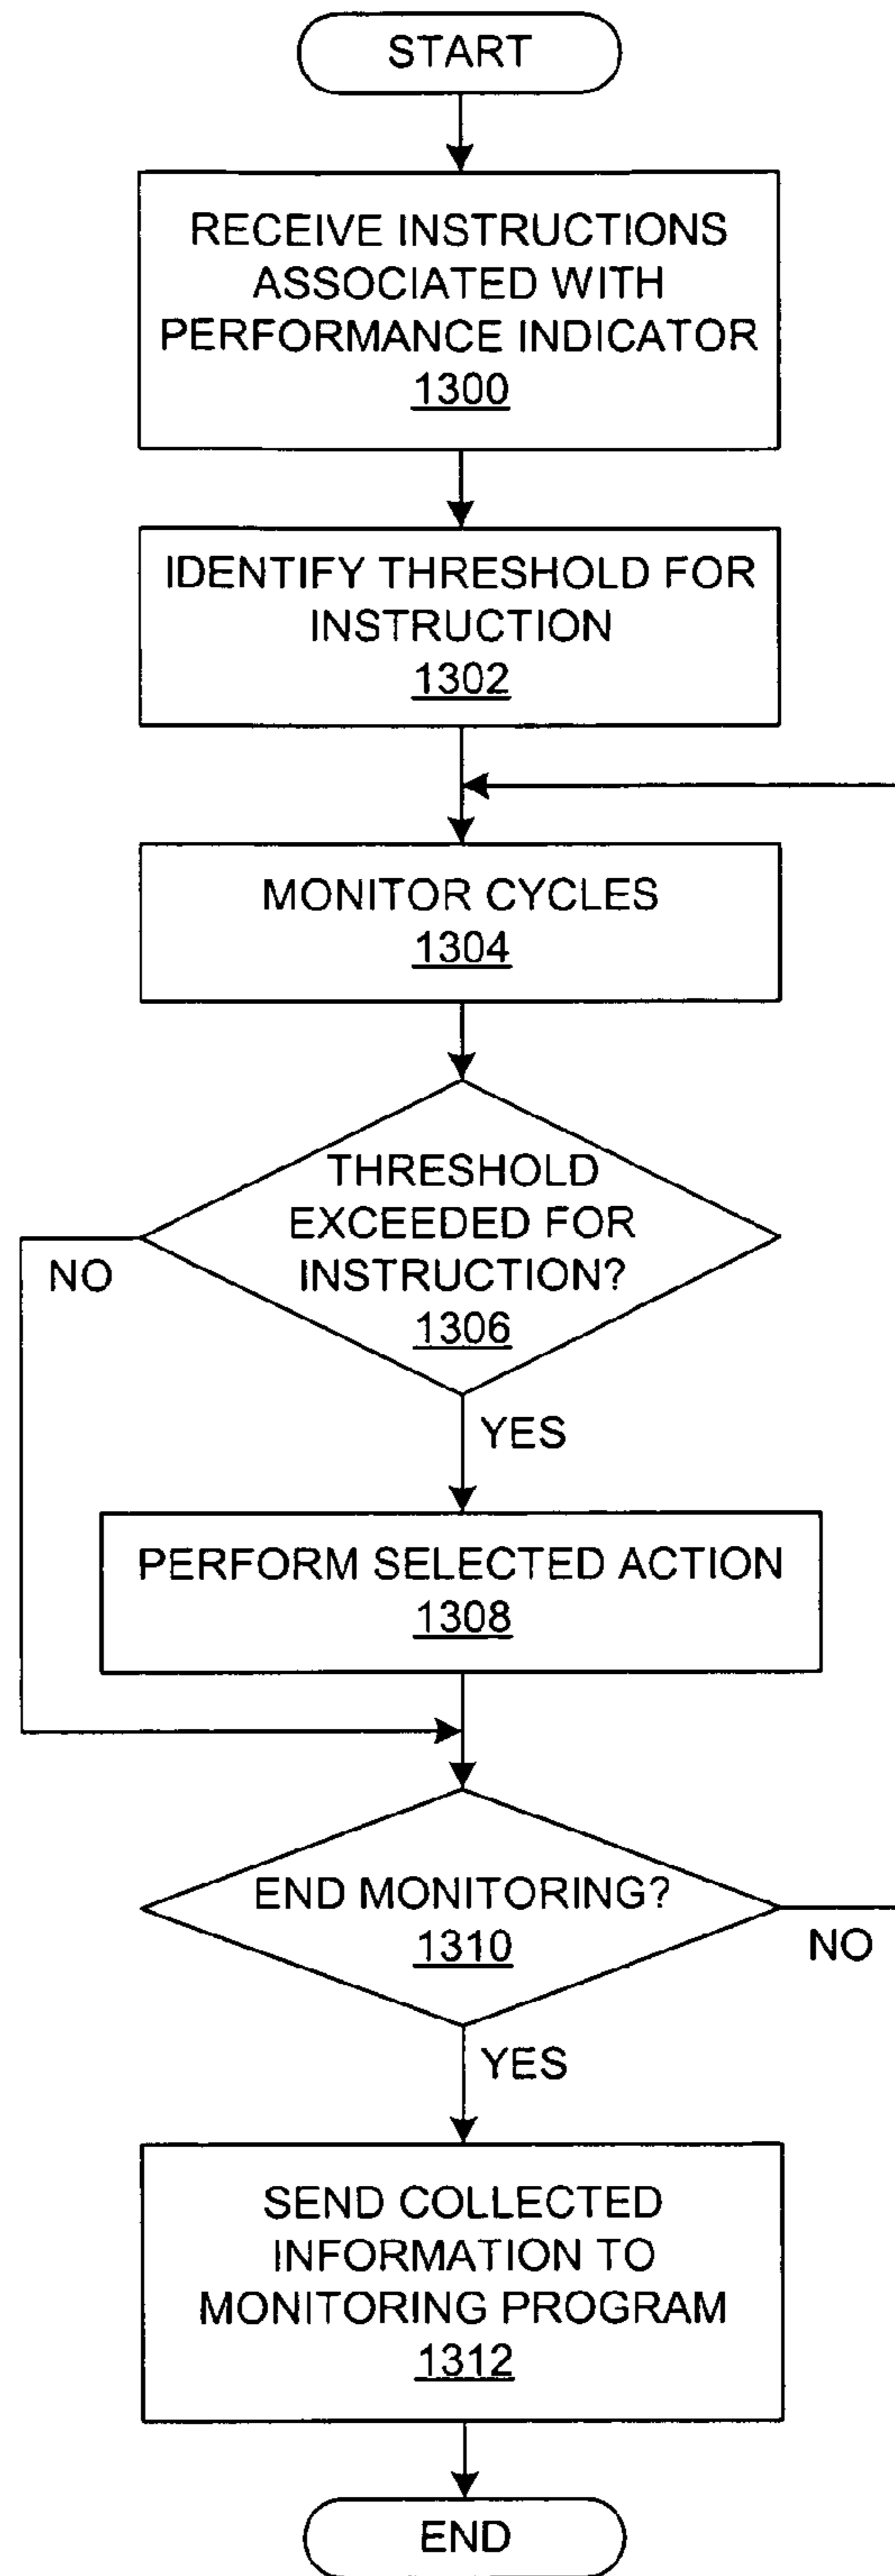 START
RECEIVE INSTRUCTIONS
ASSOCIATED WITH
PERFORMANCE INDICATOR
1300
IDENTIFY THRESHOLD FOR
INSTRUCTION
1302
MONITOR CYCLES
1304
THRESHOLD
EXCEEDED FOR
INSTRUCTION?
1306
NO
YES
PERFORM SELECTED ACTION
1308
END MONITORING?
1310
NO
YES
SEND COLLECTED
INFORMATION TO
MONITORING PROGRAM
1312
END